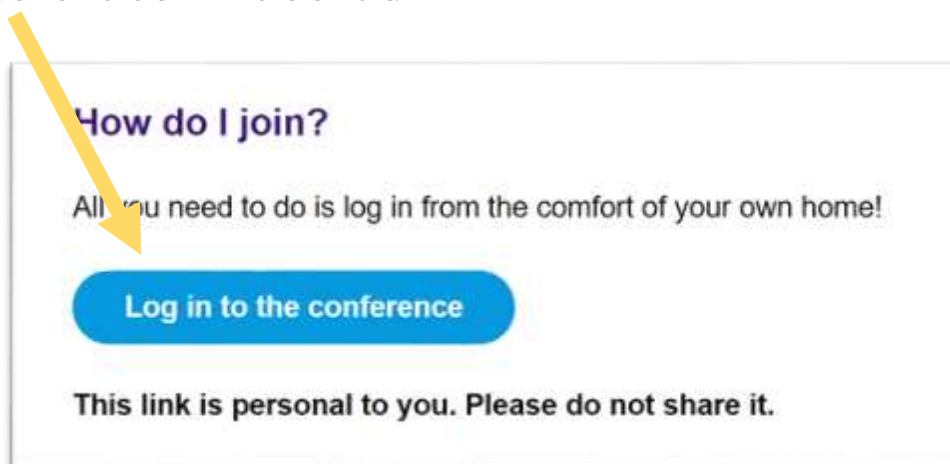 How do I join?
All you need to do is log in from the comfort of your own home!
Log in to the conference
This link is personal to you. Please do not share it.